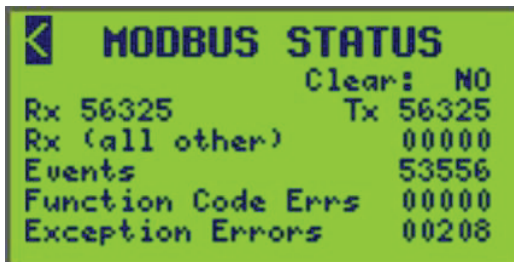 < MODBUS STATUS
Clear: NO
Rx 56325 Tx 56325
Rx (all other) 00000
Events 53556
Function Code Errs 00000
Exception Errors 00208